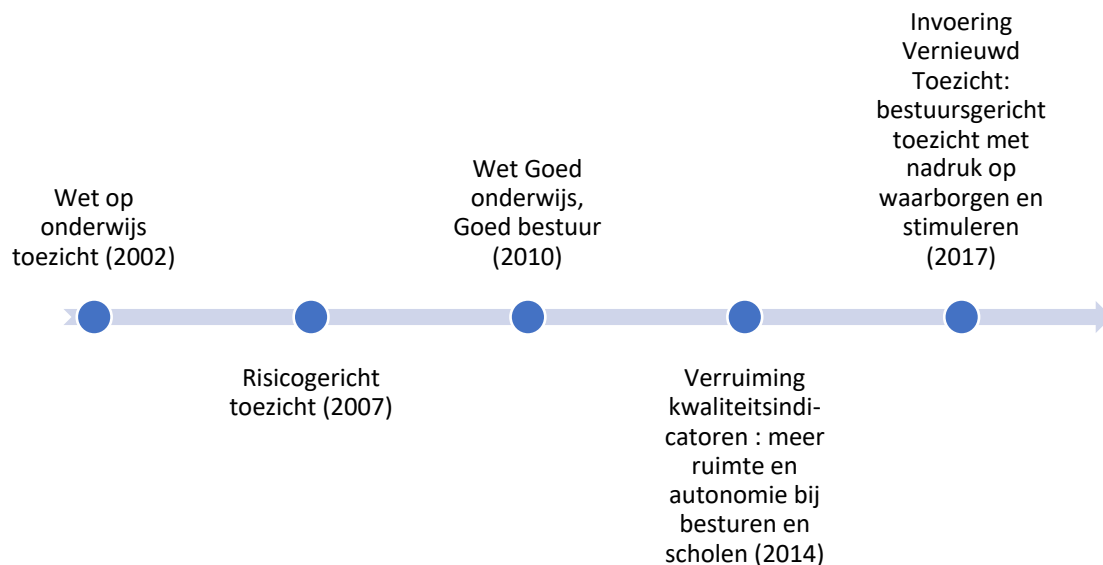 Wet op
onderwijs
toezicht (2002)
Risicogericht
toezicht (2007)
Wet Goed
onderwijs,
Goed bestuur
(2010)
Verruiming
kwaliteitsindi-
catoren : meer
ruimte en
autonomie bij
besturen en
scholen (2014)
Invoering
Vernieuwd
Toezicht:
bestuursgericht
toezicht met
nadruk op
waarborgen en
stimuleren
(2017)